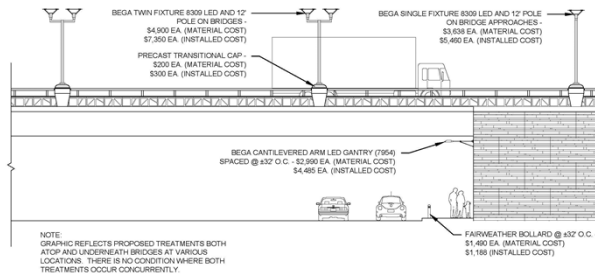 BEGA TWIN FIXTURE 8309 LED AND 12'
POLE ON BRIDGES -
$4,900 EA. (MATERIAL COST)
$7,350 EA. (INSTALLED COST)
PRECAST TRANSITIONAL CAP -
$200 EA. (MATERIAL COST)
$300 EA. (INSTALLED COST)
BEGA SINGLE FIXTURE 8309 LED AND 12' POLE
ON BRIDGE APPROACHES -
$3,638 EA. (MATERIAL COST)
$5,460 EA. (INSTALLED COST)
BEGA CANTILEVERED ARM LED GANTRY (7954)
SPACED @ ±32' O.C. - $2,990 EA. (MATERIAL COST)
$4,485 EA. (INSTALLED COST)
NOTE:
GRAPHIC REFLECTS PROPOSED TREATMENTS BOTH
ATOP AND UNDERNEATH BRIDGES AT VARIOUS
LOCATIONS. THERE IS NO CONDITION WHERE BOTH
TREATMENTS OCCUR CONCURRENTLY.
FAIRWEATHER BOLLARD @ ±32' O.C.
$1,490 EA. (MATERIAL COST)
$1,188 (INSTALLED COST)